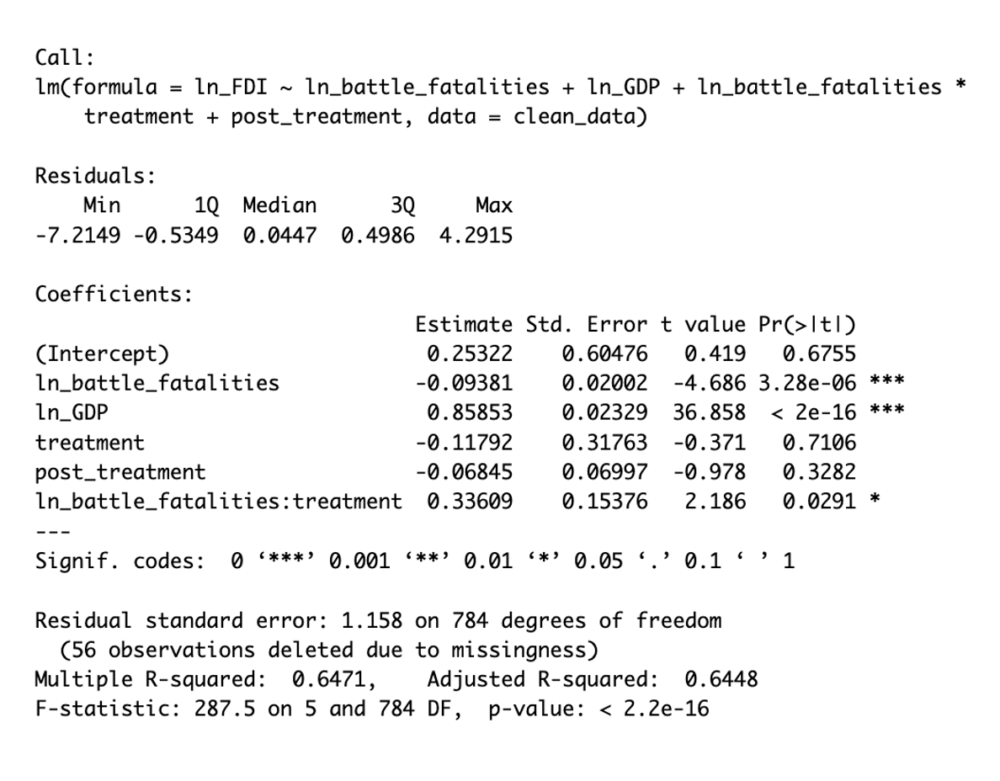 Call:
lm(formula = ln_FDI ~ ln_battle_fatalities + ln_GDP + ln_battle_fatalities *
    treatment + post_treatment, data = clean_data)
Residuals:
    Min      1Q  Median      3Q     Max
-7.2149 -0.5349  0.0447  0.4986  4.2915
Coefficients:
                               Estimate Std. Error t value Pr(>|t|)
(Intercept)                     0.25322    0.60476   0.419   0.6755
ln_battle_fatalities           -0.09381    0.02002  -4.686 3.28e-06 ***
ln_GDP                          0.85853    0.02329  36.858  < 2e-16 ***
treatment                      -0.11792    0.31763  -0.371   0.7106
post_treatment                 -0.06845    0.06997  -0.978   0.3282
ln_battle_fatalities:treatment  0.33609    0.15376   2.186   0.0291 *
---
Signif. codes:  0 ‘***’ 0.001 ‘**’ 0.01 ‘*’ 0.05 ‘.’ 0.1 ‘ ’ 1
Residual standard error: 1.158 on 784 degrees of freedom
  (56 observations deleted due to missingness)
Multiple R-squared:  0.6471,    Adjusted R-squared:  0.6448
F-statistic: 287.5 on 5 and 784 DF,  p-value: < 2.2e-16